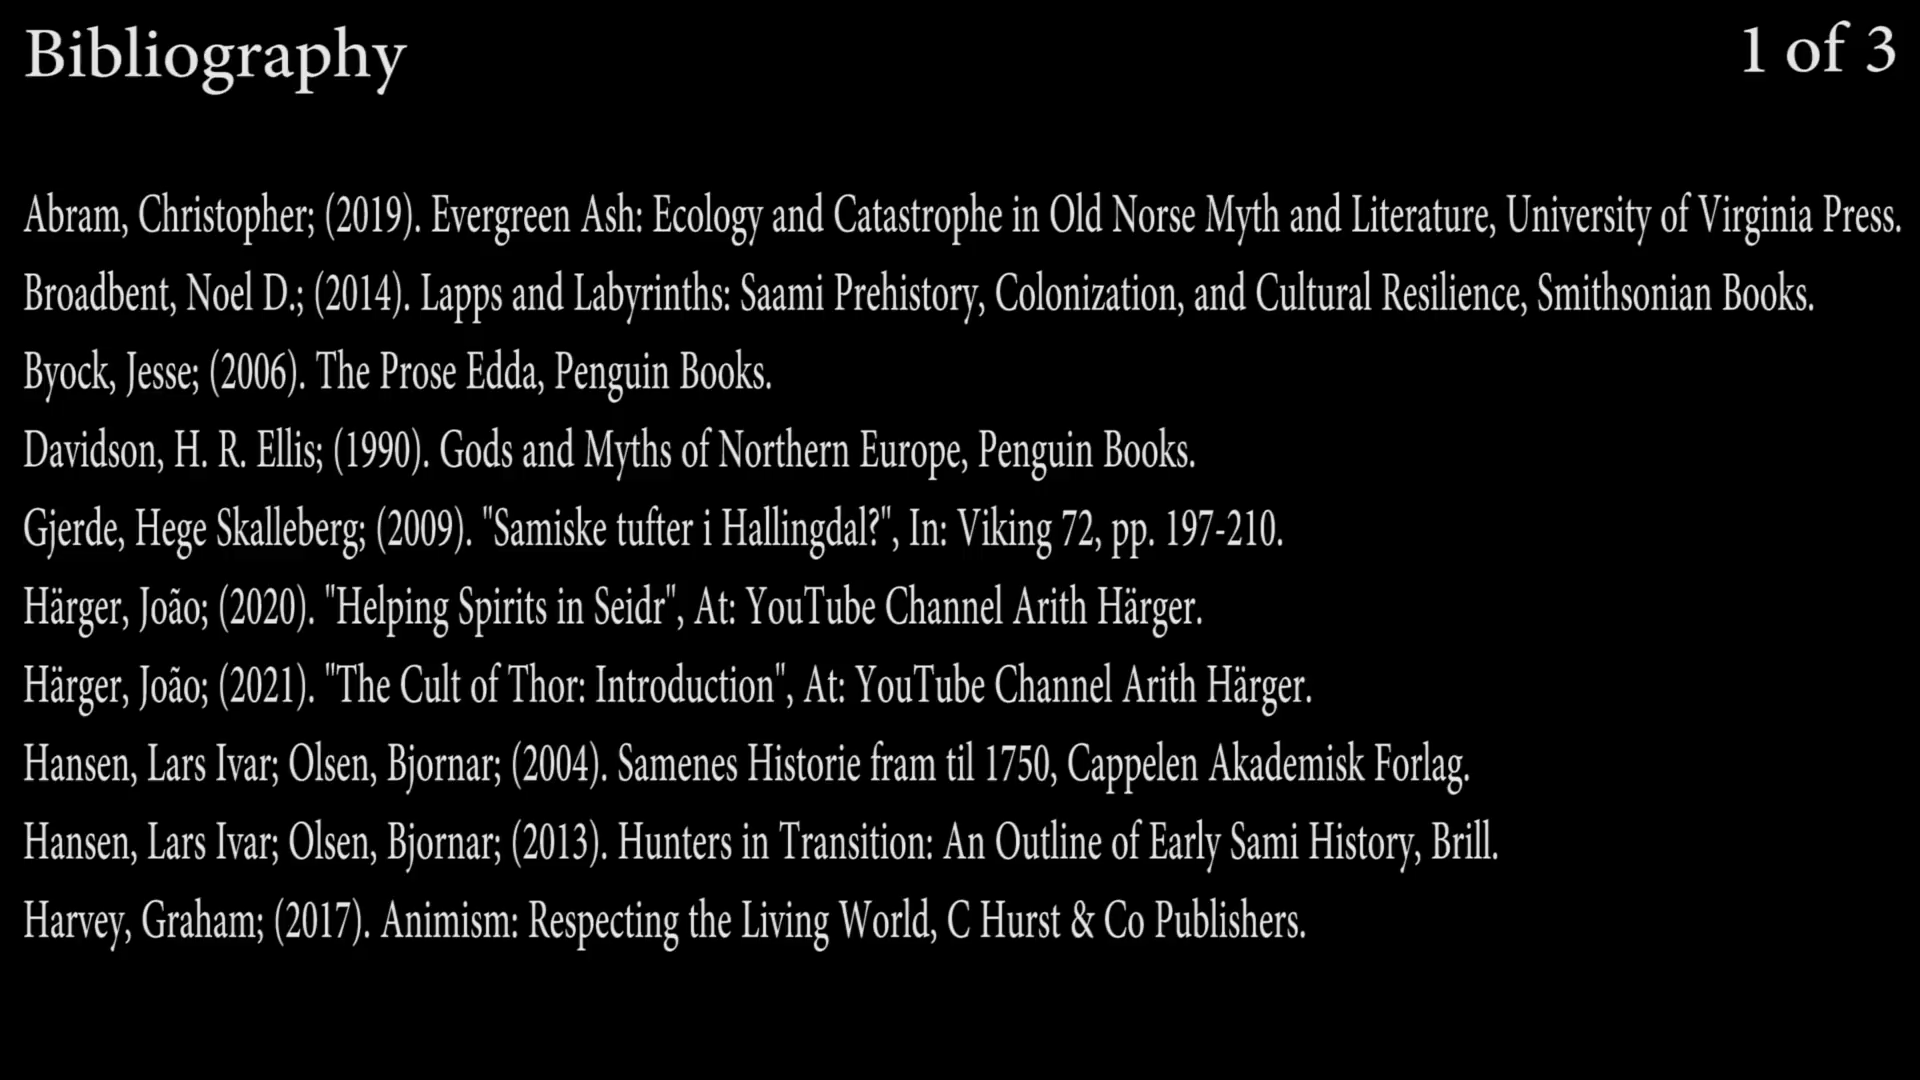 Bibliography
1 of 3
Abram, Christopher; (2019). Evergreen Ash: Ecology and Catastrophe in Old Norse Myth and Literature, University of Virginia Press.
Broadbent, Noel D.; (2014). Lapps and Labyrinths: Saami Prehistory, Colonization, and Cultural Resilience, Smithsonian Books.
Byock, Jesse; (2006). The Prose Edda, Penguin Books.
Davidson, H. R. Ellis; (1990). Gods and Myths of Northern Europe, Penguin Books.
Gjerde, Hege Skalleberg; (2009). "Samiske tufter i Hallingdal?", In: Viking 72, pp. 197-210.
Härger, João; (2020). "Helping Spirits in Seidr", At: YouTube Channel Arith Härger.
Härger, João; (2021). "The Cult of Thor: Introduction", At: YouTube Channel Arith Härger.
Hansen, Lars Ivar; Olsen, Bjornar; (2004). Samenes Historie fram til 1750, Cappelen Akademisk Forlag.
Hansen, Lars Ivar; Olsen, Bjornar; (2013). Hunters in Transition: An Outline of Early Sami History, Brill.
Harvey, Graham; (2017). Animism: Respecting the Living World, C Hurst & Co Publishers.